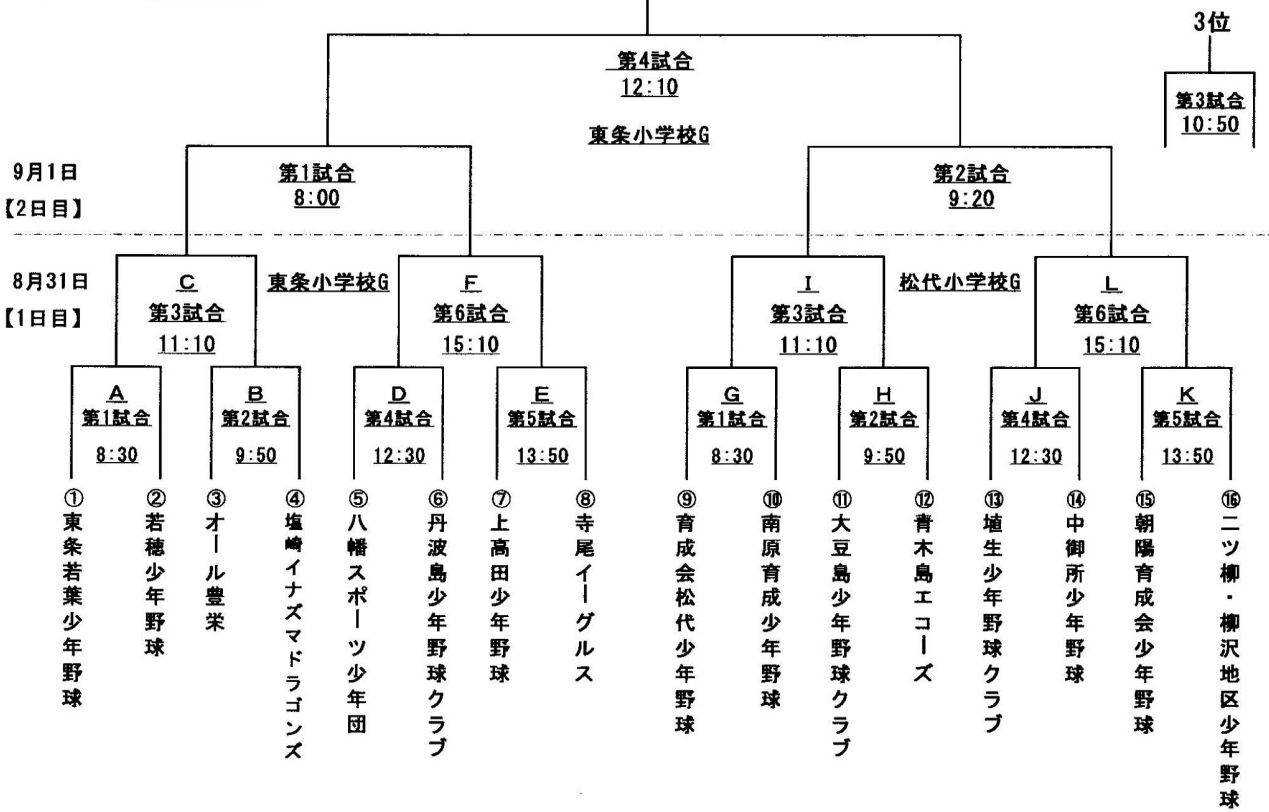 3位
第4試合
12:10
第3試合
10:50
東条小学校G
9月1日
【2日目】
第1試合
8:00
第2試合
9:20
8月31日
【1日目】
C
第3試合
11:10
東条小学校G
F
第6試合
15:10
I
第3試合
11:10
松代小学校G
L
第6試合
15:10
A
第1試合
8:30
B
第2試合
9:50
D
第4試合
12:30
E
第5試合
13:50
G
第1試合
8:30
H
第2試合
9:50
J
第4試合
12:30
K
第5試合
13:50
①東条若葉少年野球
②若穂少年野球
③オール豊栄
④塩崎イナズマドラゴンズ
⑤八幡スポーツ少年団
⑥丹波島少年野球クラブ
⑦上高田少年野球
⑧寺尾イーグルス
⑨育成会松代少年野球
⑩南原育成少年野球
⑪大豆島少年野球クラブ
⑫青木島エコーズ
⑬埴生少年野球クラブ
⑭中御所少年野球
⑮朝陽育成会少年野球
⑯二ツ柳・柳沢地区少年野球